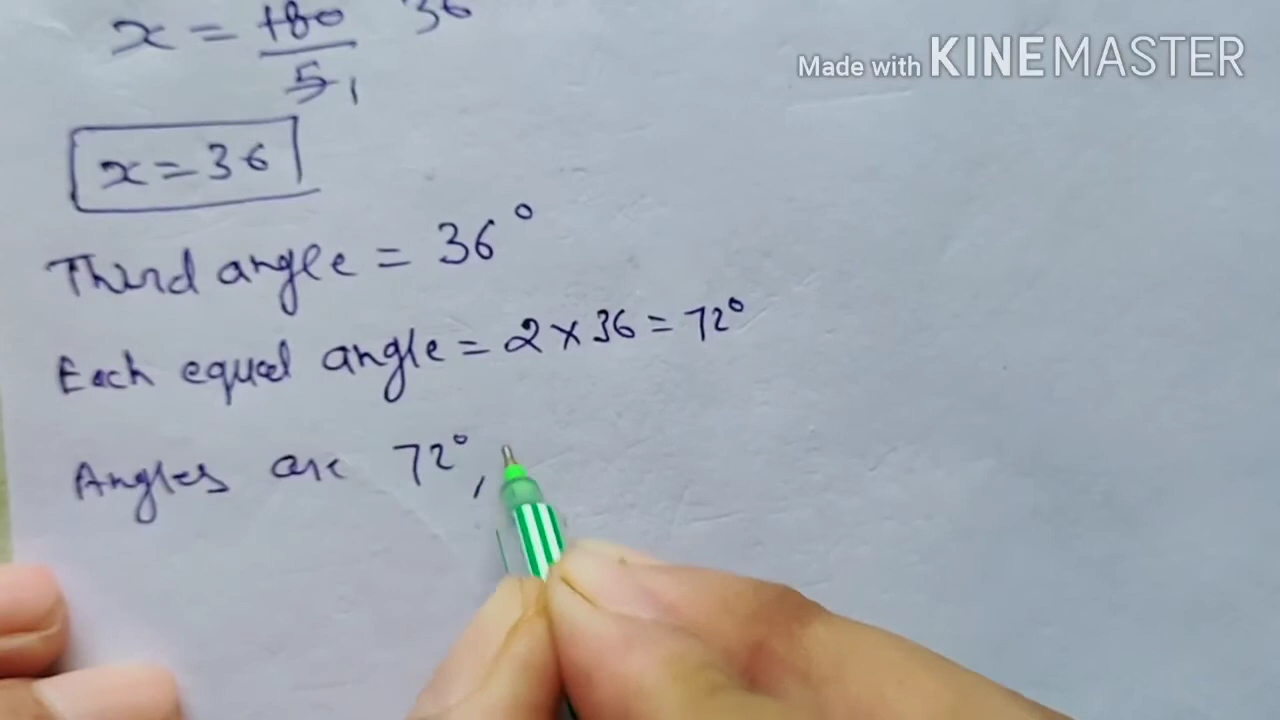 Made with KINEMASTER
x = 180/5 36
1
x = 36
Third angle = 36°
Each equal angle = 2 × 36 = 72°
Angles are 72°,